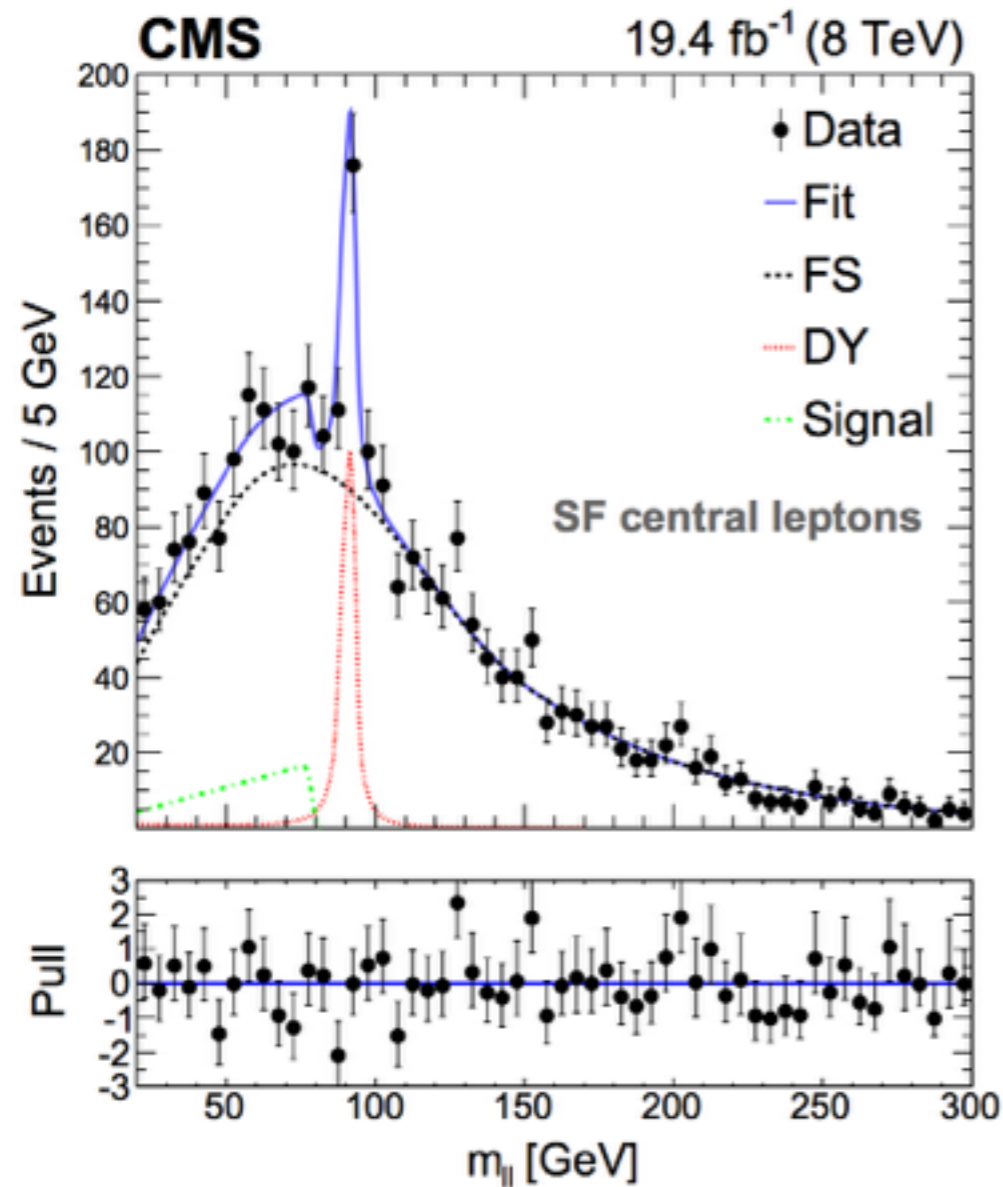 CMS 19.4 fb⁻¹ (8 TeV)
200
180
160
140
120
100
80
60
40
20
Events / 5 GeV
Data
Fit
FS
DY
Signal
SF central leptons
3
2
1
0
-1
-2
-3
Pull
50 100 150 200 250 300
m_ll [GeV]